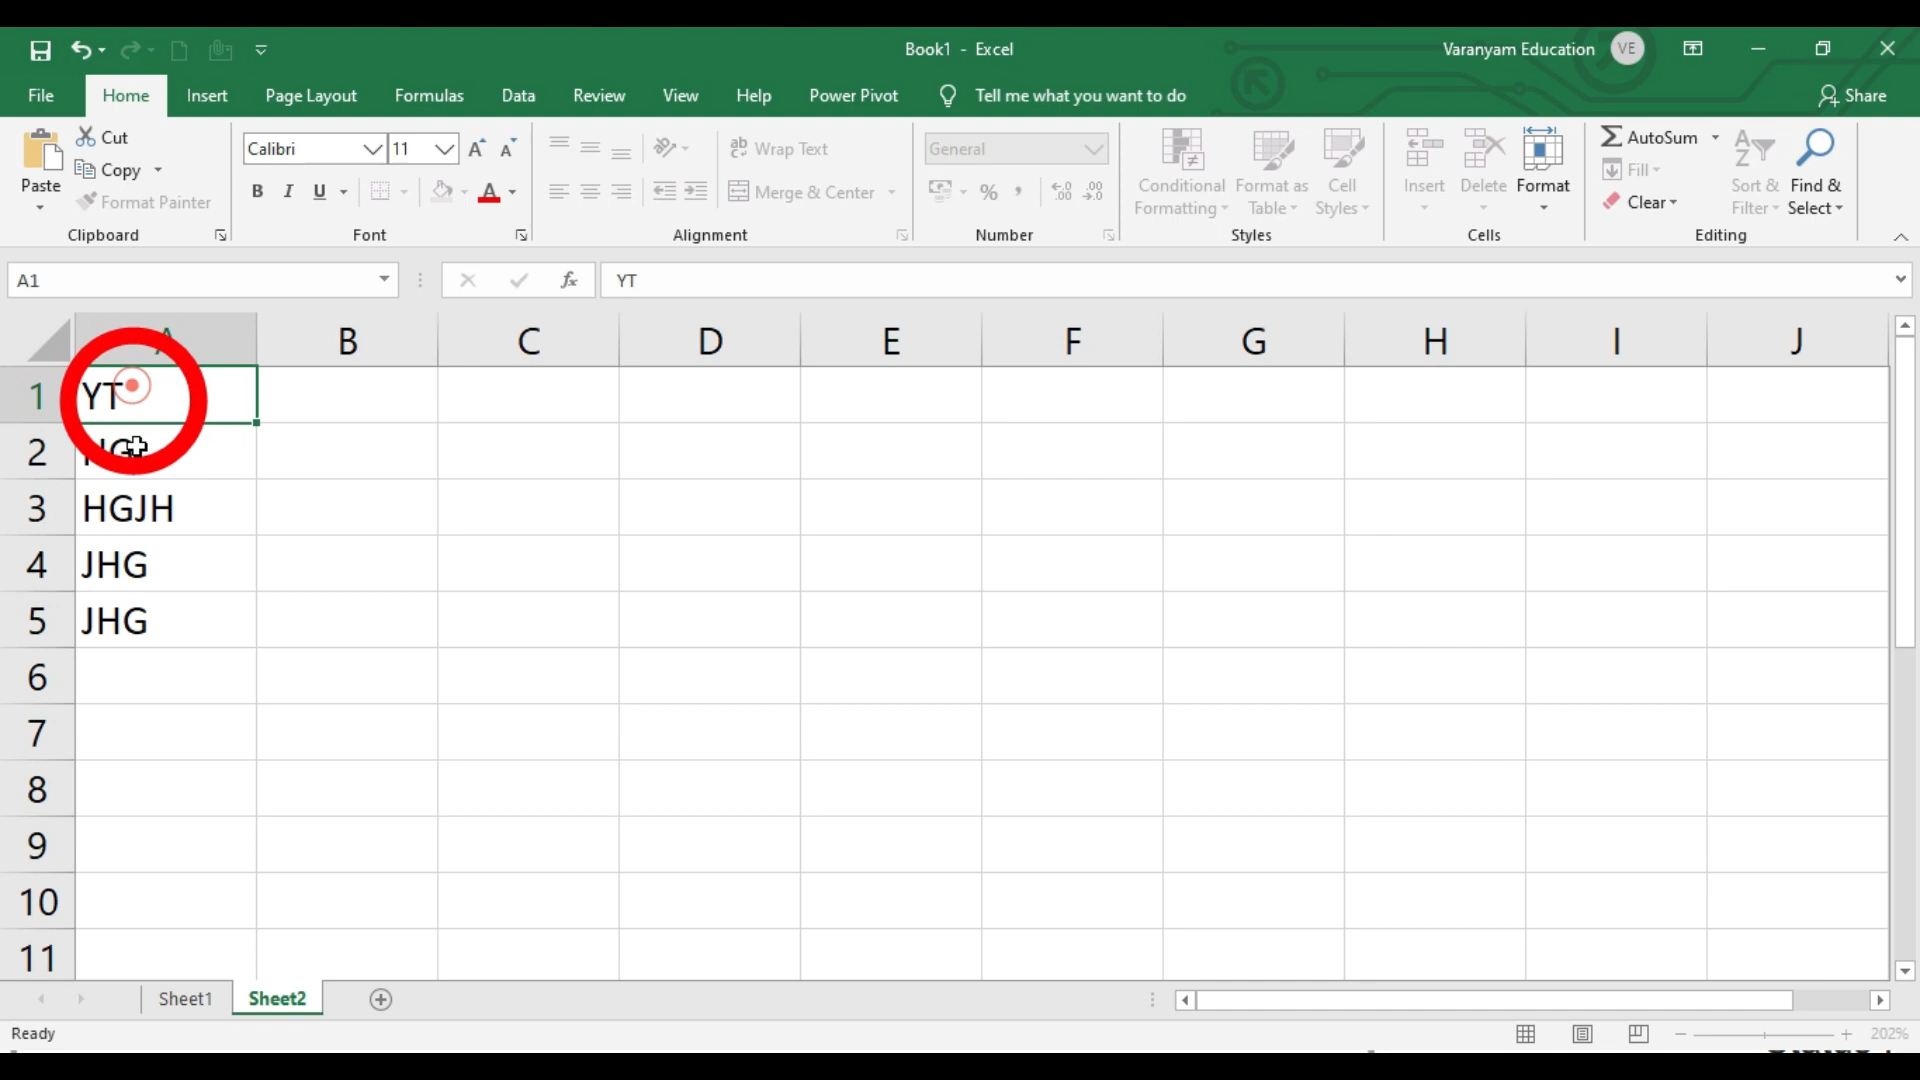 Book1 - Excel
Varanyam Education VE
File Home Insert Page Layout Formulas Data Review View Help Power Pivot Tell me what you want to do Share
Paste
Cut
Copy
Format Painter
Clipboard
Calibri 11 A A
B I U A
Font
ab Wrap Text
Merge & Center
Alignment
General
% ,
Number
Conditional Formatting
Format as Table
Cell Styles
Styles
Insert
Delete
Format
Cells
AutoSum
Fill
Clear
Sort & Filter
Find & Select
Editing
A1 fx YT
A B C D E F G H I J
1 YT
2
3 HGJH
4 JHG
5 JHG
6
7
8
9
10
11
Sheet1 Sheet2
Ready 202%